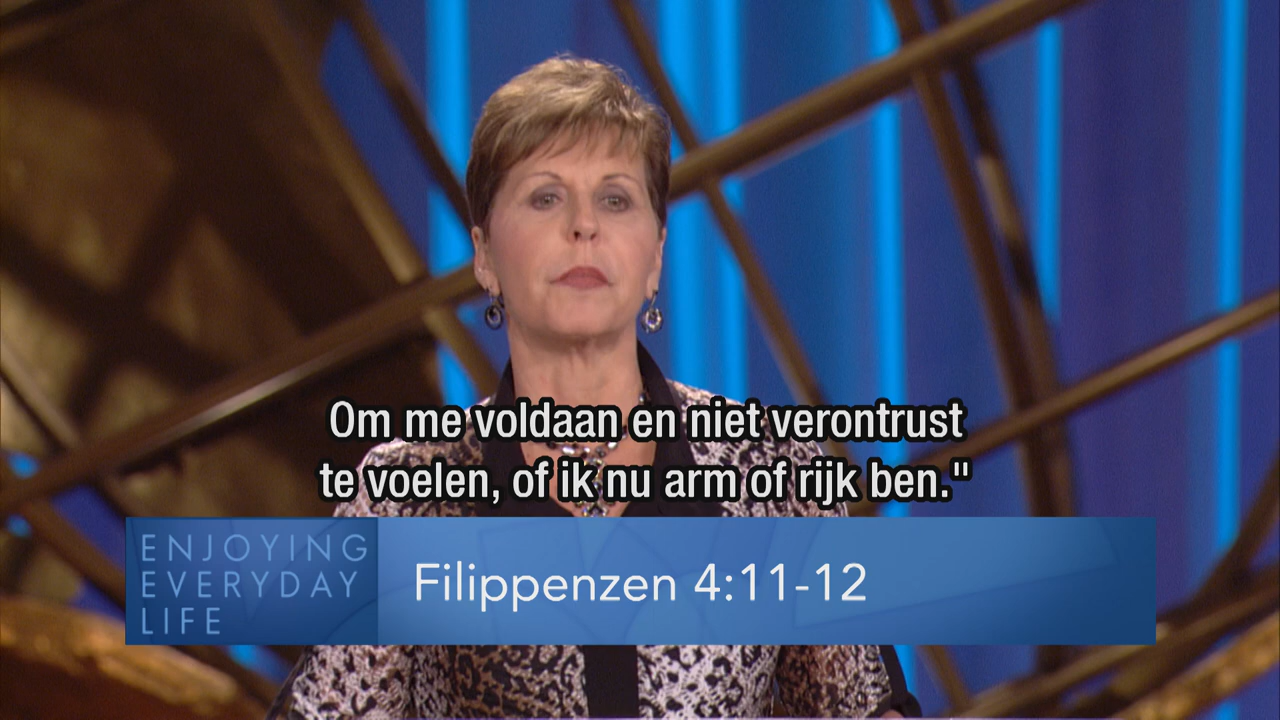 Om me voldaan en niet verontrust
te voelen, of ik nu arm of rijk ben."
ENJOYING
EVERYDAY
LIFE
Filippenzen 4:11-12